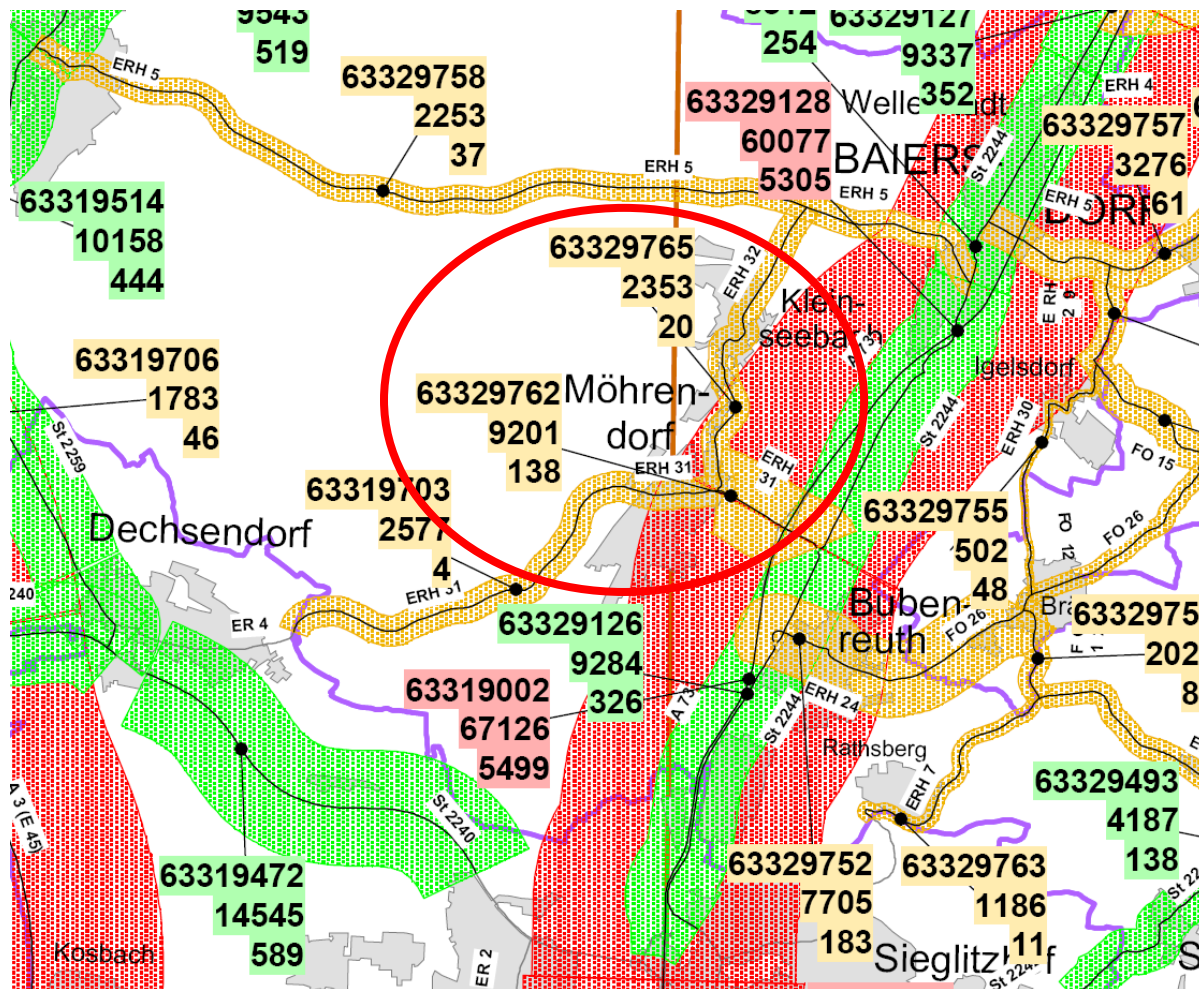 9543
519
254
63329127
9337
352
ERH 5
63329758
2253
37
63329128
60077
5305
ERH 4
63329757
3276
61
St 2244
ERH 5
ERH 5
ERH 5
63319514
10158
444
63329765
2353
20
ERH 32
Klein-
seebach
Igelsdorf
63319706
1783
46
63329762
9201
138
Möhren-
dorf
St 2244
ERH 30
FO 15
St 2259
ERH 31
ERH
31
63319703
2577
4
63329755
502
48
FO 12
FO 26
Dechsendorf
ERH 31
ER 4
Buben-
reuth
FO 26
63329126
9284
326
ERH 24
63319002
67126
5499
A 73
St 2244
Rathsberg
ERH 7
A 3 (E 45)
St 2240
63329493
4187
138
63319472
14545
589
63329752
7705
183
63329763
1186
11
Kosbach
ER 2